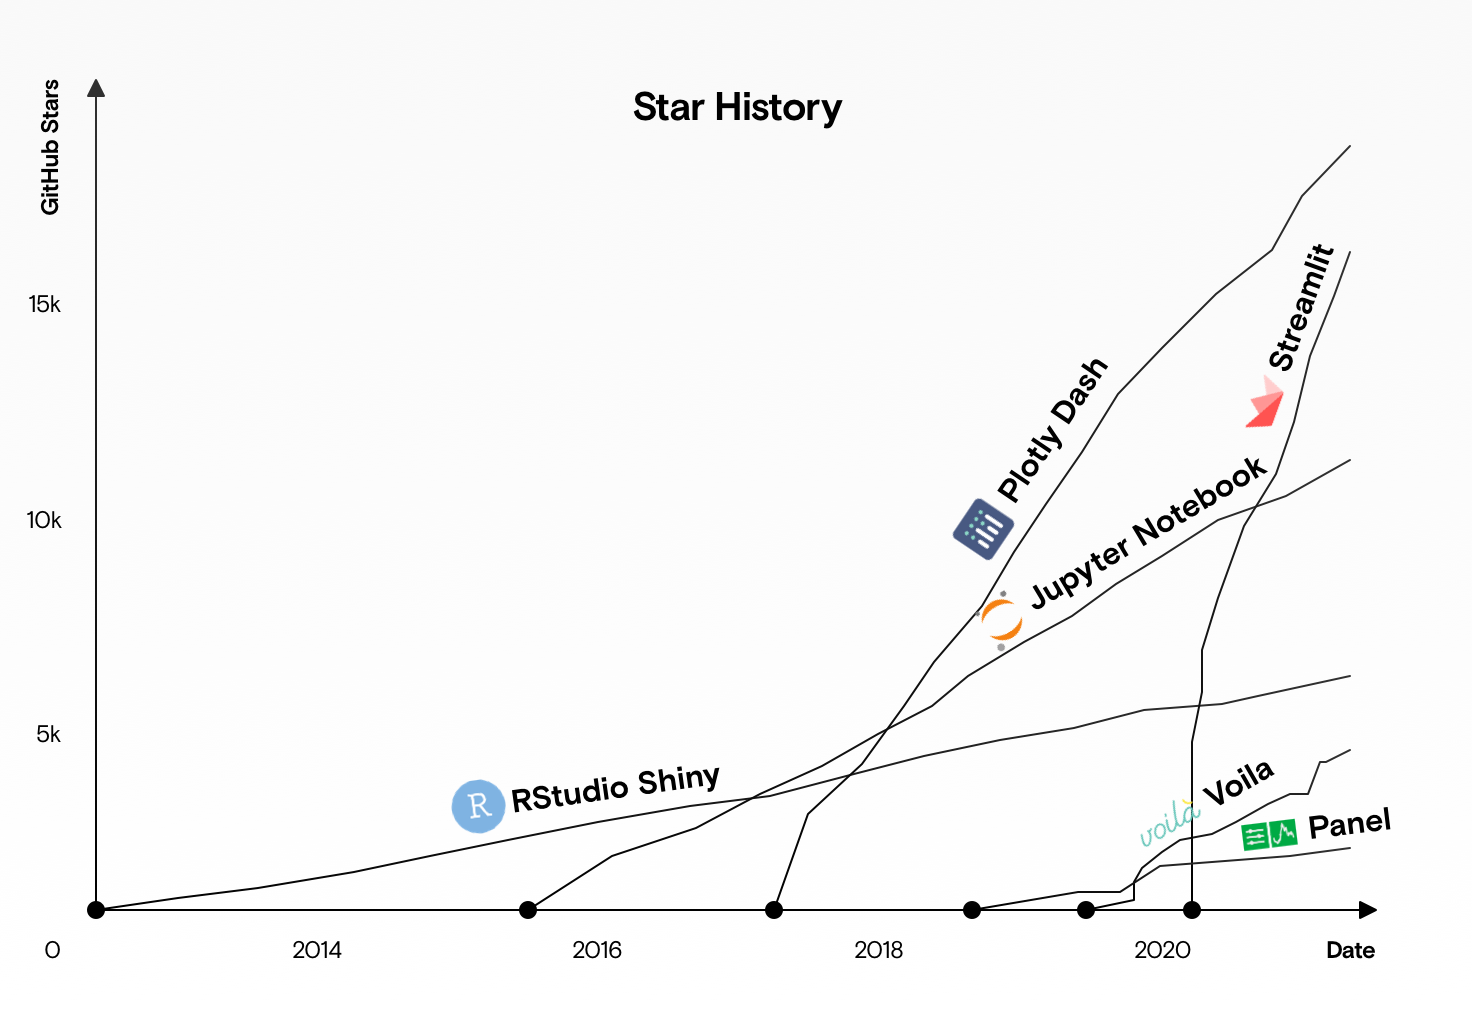 Star History
GitHub Stars
15k
10k
5k
0
2014
2016
2018
2020
Date
R
RStudio Shiny
Jupyter Notebook
Plotly Dash
Streamlit
voilà
Voila
Panel